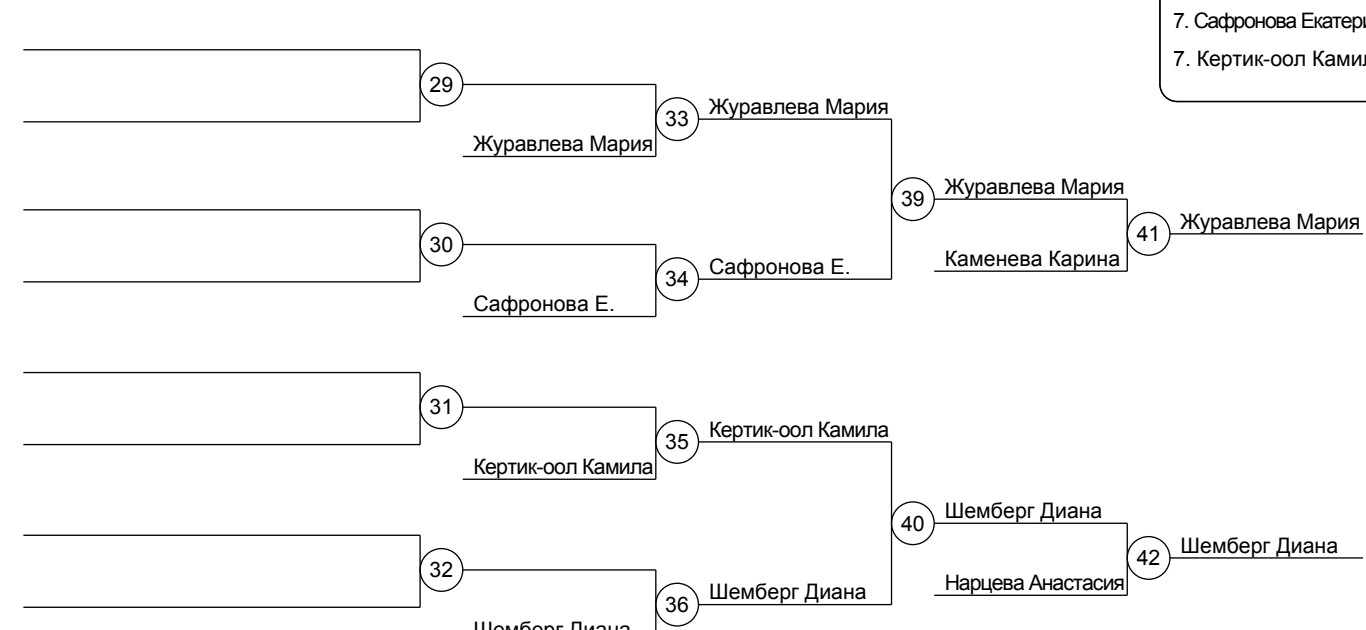 7. Сафронова Екатери
7. Кертик-оол Камил
29
33
Журавлева Мария
Журавлева Мария
39
Журавлева Мария
41
Журавлева Мария
30
34
Сафронова Е.
Каменева Карина
Сафронова Е.
31
35
Кертик-оол Камила
Кертик-оол Камила
40
Шемберг Диана
42
Шемберг Диана
32
36
Шемберг Диана
Нарцева Анастасия
Шемберг Диана